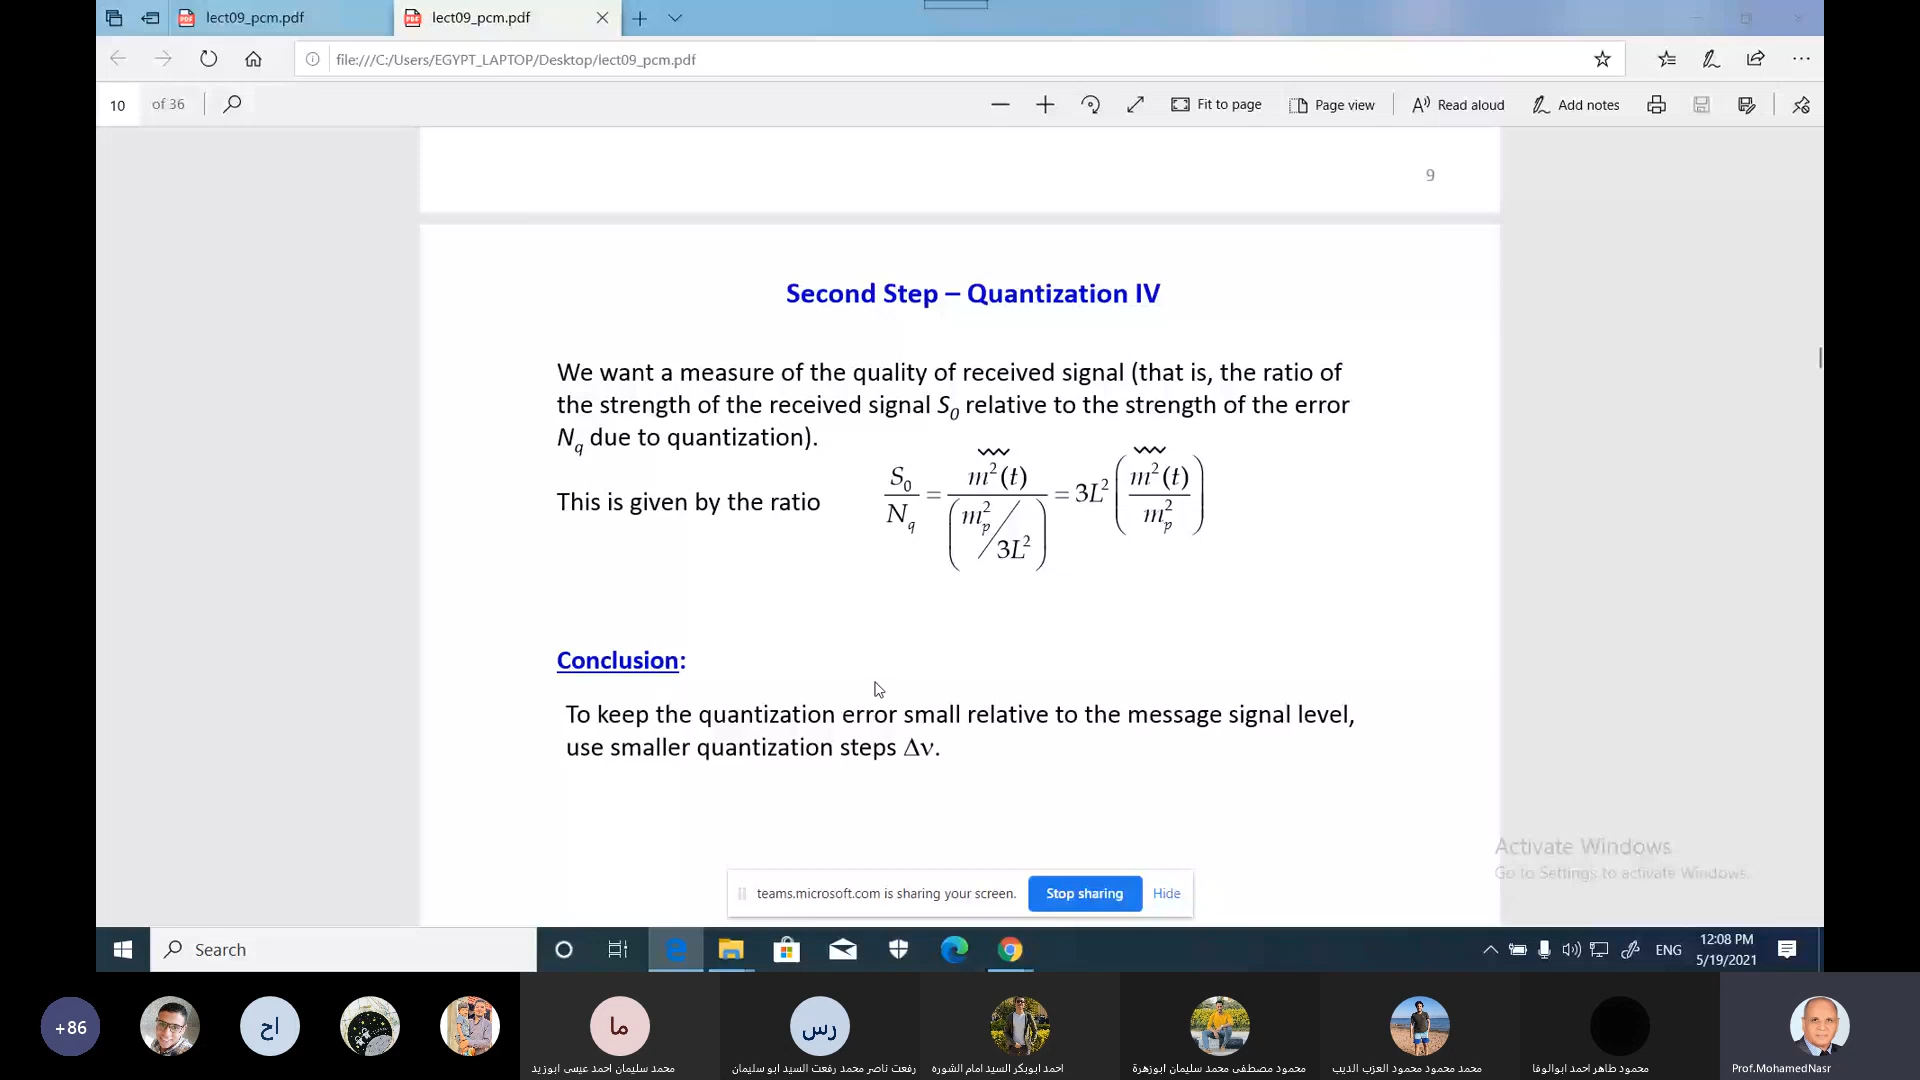 lect09_pcm.pdf
lect09_pcm.pdf
file:///C:/Users/EGYPT_LAPTOP/Desktop/lect09_pcm.pdf
10 of 36
Fit to page
Page view
Read aloud
Add notes
9
Second Step – Quantization IV
We want a measure of the quality of received signal (that is, the ratio of
the strength of the received signal S₀ relative to the strength of the error
N_q due to quantization).
This is given by the ratio
S₀/N_q = m²(t)/(m_p²/3L²) = 3L² (m²(t)/m_p²)
Conclusion:
To keep the quantization error small relative to the message signal level,
use smaller quantization steps Δν.
Activate Windows
Go to Settings to activate Windows.
teams.microsoft.com is sharing your screen.
Stop sharing
Hide
Search
ENG
12:08 PM
5/19/2021
+86
اح
ما
رس
محمد سليمان احمد عيسى ابوزيد
رفعت ناصر محمد رفعت السيد ابو سليمان
احمد ابوبكر السيد امام الشوره
محمود مصطفى محمد سليمان ابوزهرة
محمد محمود محمود العزب الديب
محمود طاهر احمد ابوالوفا
Prof.MohamedNasr